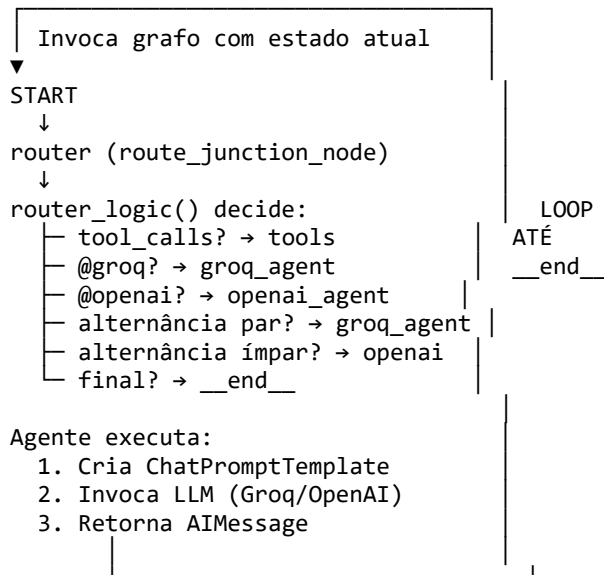 Invoca grafo com estado atual
▼
START
↓
router (route_junction_node)
↓
router_logic() decide: LOOP
├─ tool_calls? → tools ATÉ
├─ @groq? → groq_agent __end__
├─ @openai? → openai_agent
├─ alternância par? → groq_agent
├─ alternância ímpar? → openai
└─ final? → __end__
Agente executa:
1. Cria ChatPromptTemplate
2. Invoca LLM (Groq/OpenAI)
3. Retorna AIMessage